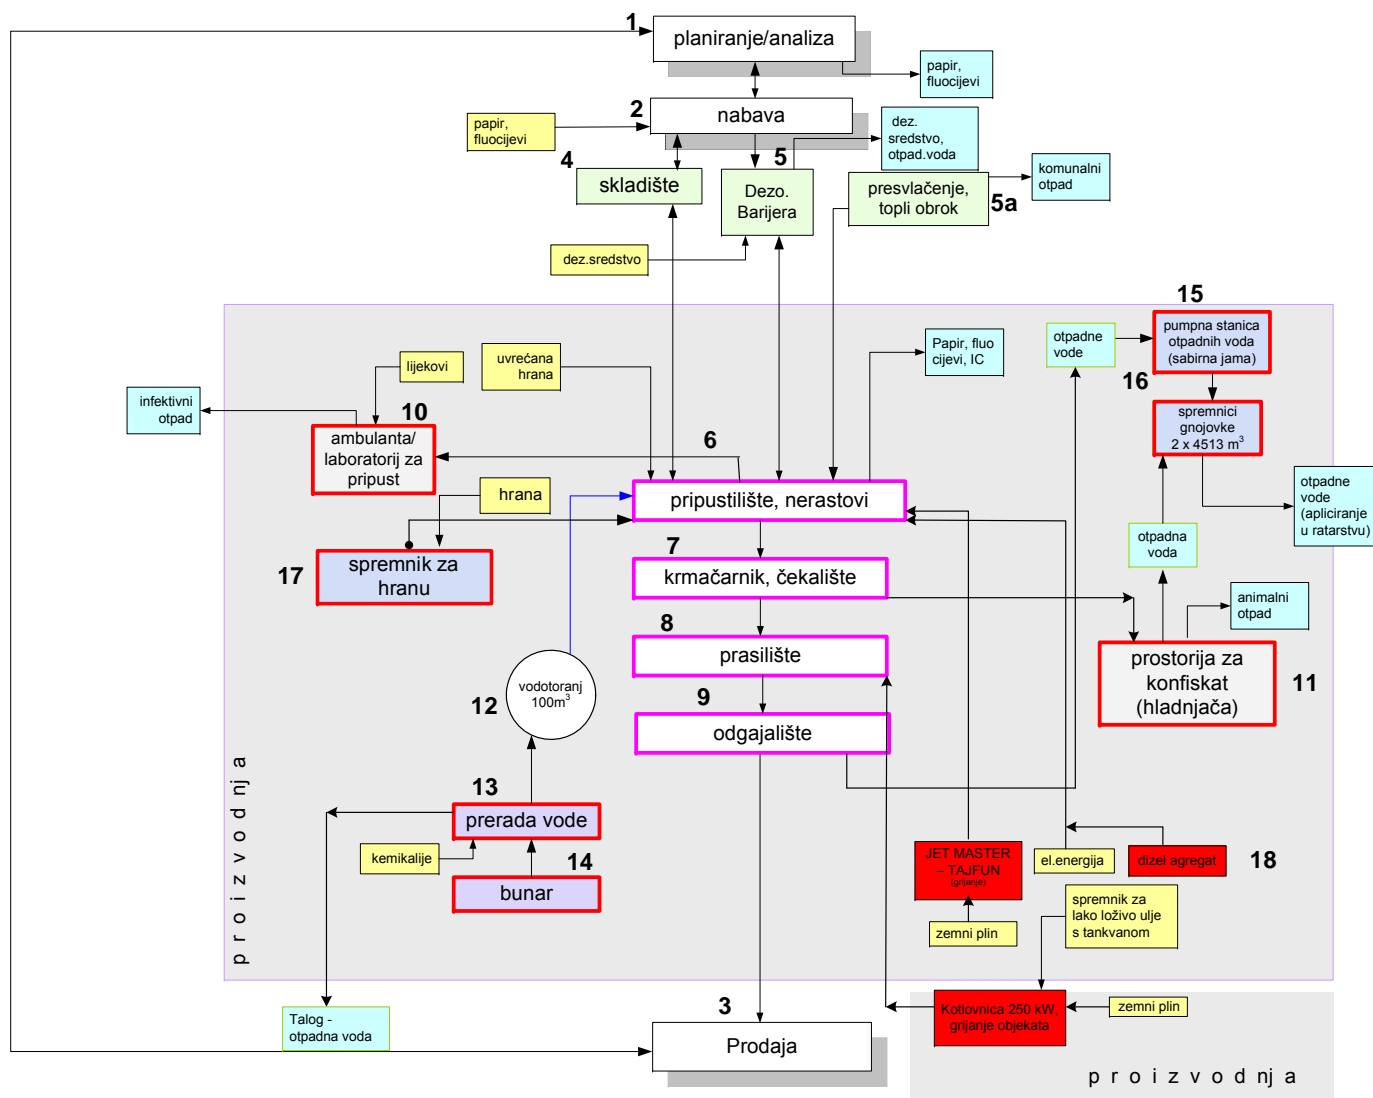 1
planiranje/analiza
papir,
fluocijevi
2
nabava
papir,
fluocijevi
dez.
sredstvo,
otpad.voda
4
skladište
5
Dezo.
Barijera
presvlačenje,
topli obrok
5a
komunalni
otpad
dez.sredstvo
15
pumpna stanica
otpadnih voda
(sabirna jama)
otpadne
vode
16
spremnici
gnojovke
2 x 4513 m³
lijekovi
uvrećana
hrana
Papir, fluo
cijevi, IC
infektivni
otpad
10
ambulanta/
laboratorij za
pripust
6
pripustilište, nerastovi
hrana
otpadne
vode
(apliciranje
u ratarstvu)
otpadna
voda
17
spremnik za
hranu
7
krmačarnik, čekalište
animalni
otpad
8
prasilište
prostorija za
konfiskat
(hladnjača)
11
12
vodotoranj
100m³
9
odgajalište
13
prerada vode
kemikalije
14
bunar
JET MASTER
– TAJFUN
(grijanje)
el.energija
dizel agregat
18
spremnik za
lako loživo ulje
s tankvanom
zemni plin
p r o i z v o d nj a
Talog -
otpadna voda
3
Prodaja
Kotlovnica 250 kW,
grijanje objekata
zemni plin
p r o i z v o d nj a